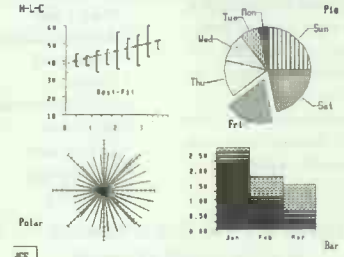 H-L-C
60
50
40
30
20
10
0 1 2 3
Best-Fit
Pie
Mon
Tue
Wed
Thu
Fri
Sat
Sun
Polar
2 50
2.00
1.50
1.00
0.50
0 00
Jan Feb Mar
Bar